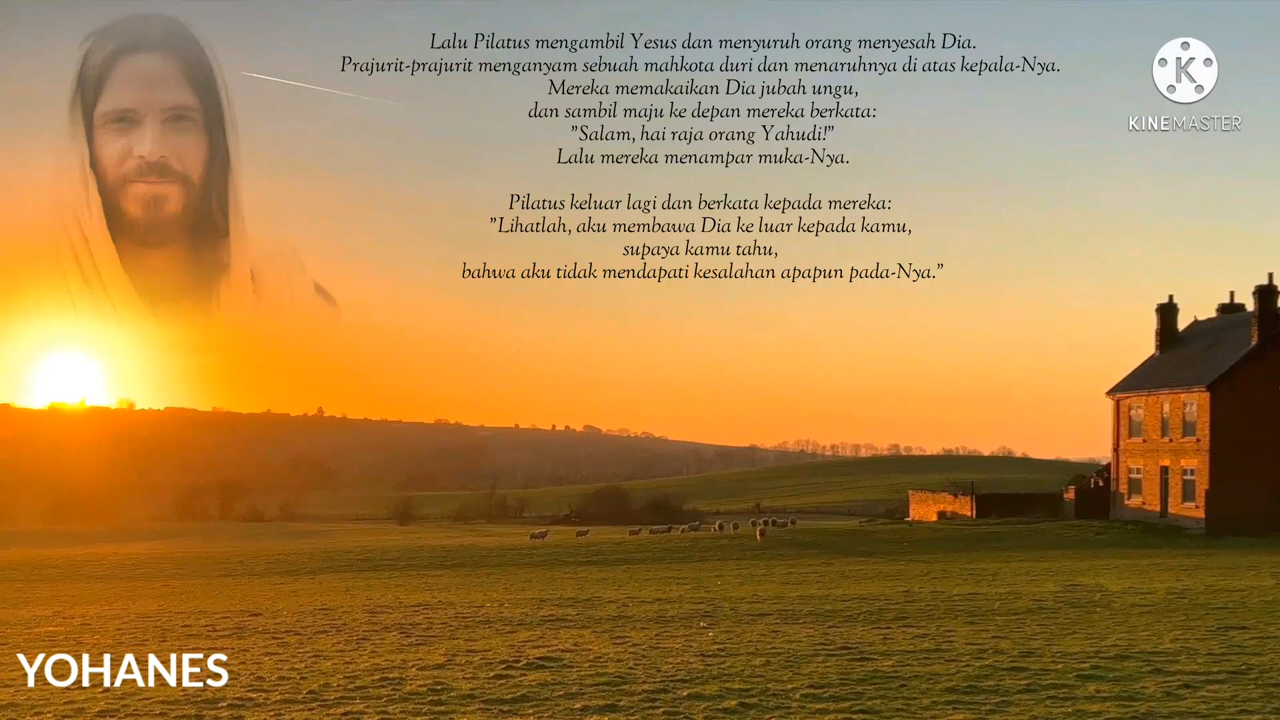 Lalu Pilatus mengambil Yesus dan menyuruh orang menyesah Dia.
Prajurit-prajurit menganyam sebuah mahkota duri dan menaruhnya di atas kepala-Nya.
Mereka memakaikan Dia jubah ungu,
dan sambil maju ke depan mereka berkata:
"Salam, hai raja orang Yahudi!"
Lalu mereka menampar muka-Nya.
Pilatus keluar lagi dan berkata kepada mereka:
"Lihatlah, aku membawa Dia ke luar kepada kamu,
supaya kamu tahu,
bahwa aku tidak mendapati kesalahan apapun pada-Nya."
K
KINEMASTER
YOHANES